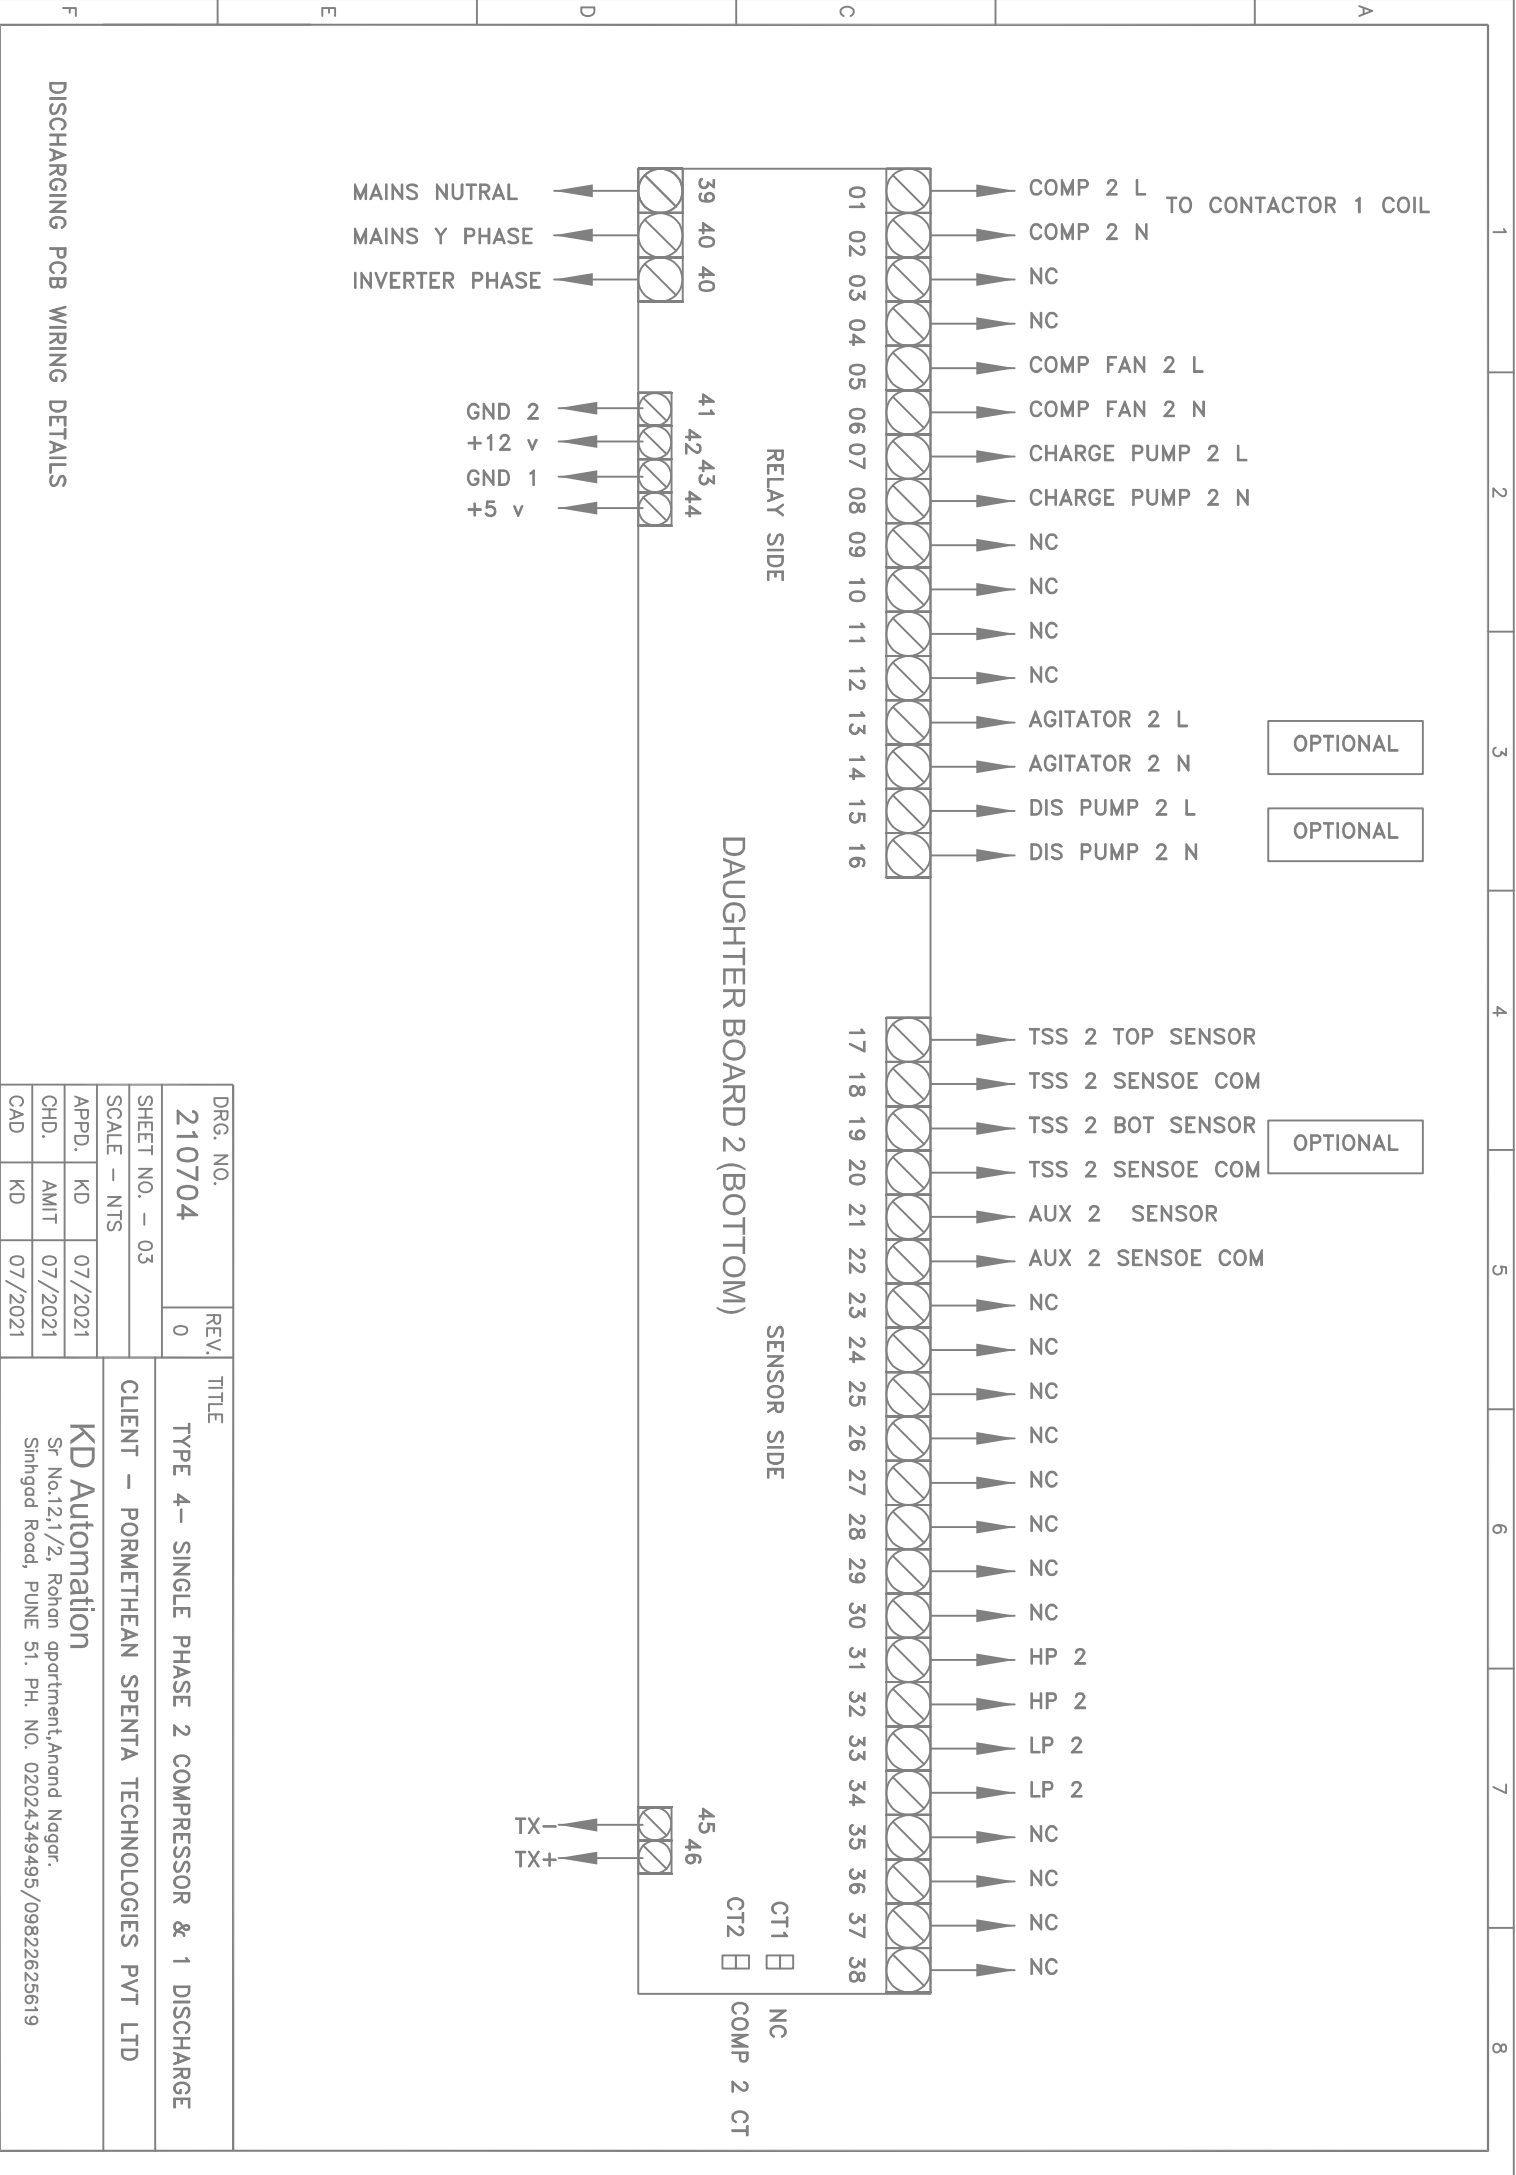 F
E
D
C
A
1
2
3
4
5
6
7
8
COMP 2 L
TO CONTACTOR 1 COIL
COMP 2 N
NC
NC
COMP FAN 2 L
COMP FAN 2 N
CHARGE PUMP 2 L
CHARGE PUMP 2 N
NC
NC
NC
NC
AGITATOR 2 L
AGITATOR 2 N
DIS PUMP 2 L
DIS PUMP 2 N
OPTIONAL
OPTIONAL
TSS 2 TOP SENSOR
TSS 2 SENSOE COM
TSS 2 BOT SENSOR
TSS 2 SENSOE COM
OPTIONAL
AUX 2 SENSOR
AUX 2 SENSOE COM
NC
NC
NC
NC
NC
NC
NC
NC
HP 2
HP 2
LP 2
LP 2
NC
NC
NC
NC
01
02
03
04
05
06
07
08
09
10
11
12
13
14
15
16
17
18
19
20
21
22
23
24
25
26
27
28
29
30
31
32
33
34
35
36
37
38
RELAY SIDE
SENSOR SIDE
DAUGHTER BOARD 2 (BOTTOM)
CT1
NC
CT2
COMP 2 CT
39
40
40
41
42
43
44
45
46
MAINS NUTRAL
MAINS Y PHASE
INVERTER PHASE
GND 2
+12 v
GND 1
+5 v
TX-
TX+
DISCHARGING PCB WIRING DETAILS
DRG. NO.
210704
REV.
0
SHEET NO. - 03
SCALE - NTS
APPD. KD 07/2021
CHD. AMIT 07/2021
CAD KD 07/2021
TITLE
TYPE 4- SINGLE PHASE 2 COMPRESSOR & 1 DISCHARGE
CLIENT - PORMETHEAN SPENTA TECHNOLOGIES PVT LTD
KD Automation
Sr No.12,1/2, Rohan apartment,Anand Nagar.
Sinhgad Road, PUNE 51. PH. NO. 02024349495/09822625619